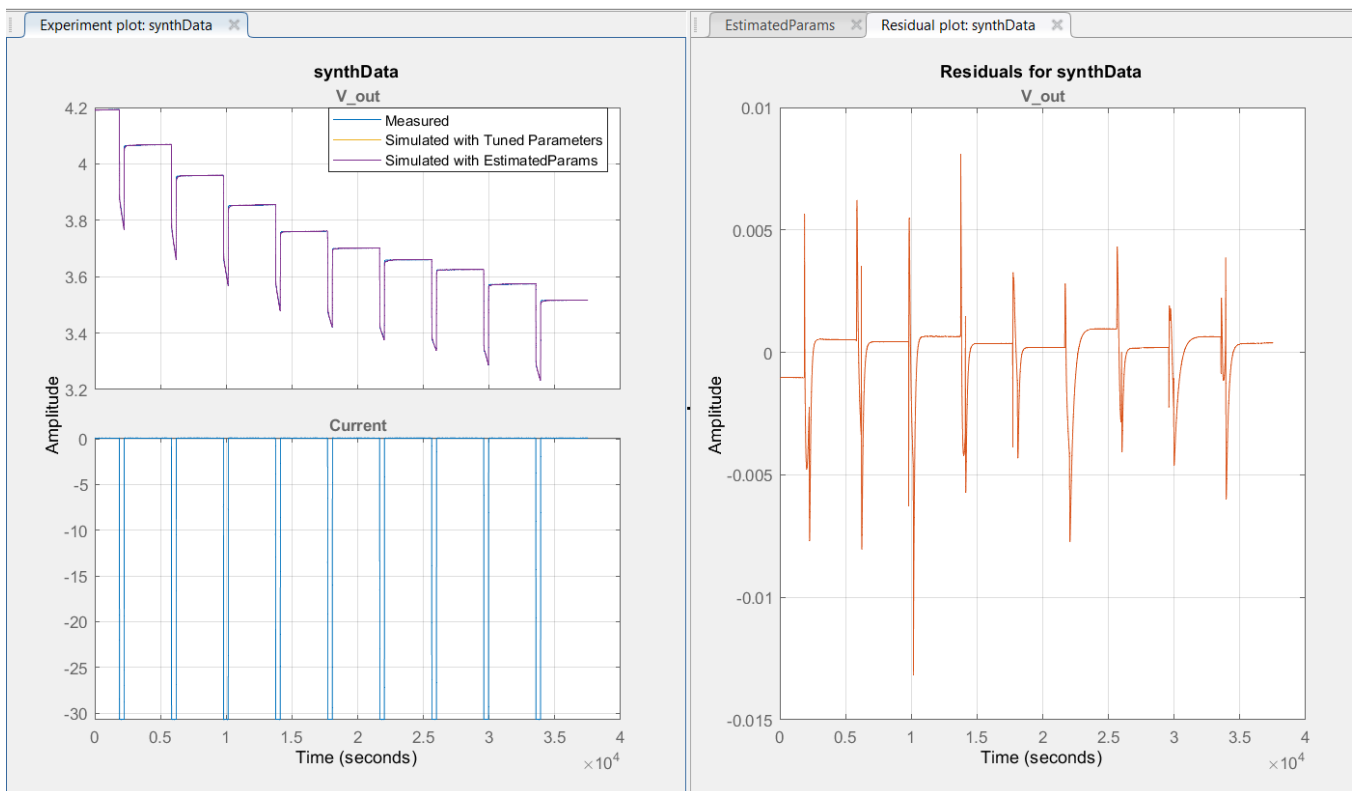 Experiment plot: synthData
synthData
V_out
4.2
4
3.8
3.6
3.4
3.2
Measured
Simulated with Tuned Parameters
Simulated with EstimatedParams
Amplitude
Current
0
-5
-10
-15
-20
-25
-30
0 0.5 1 1.5 2 2.5 3 3.5 4
Time (seconds)
×10^4
EstimatedParams
Residual plot: synthData
Residuals for synthData
V_out
0.01
0.005
0
-0.005
-0.01
-0.015
Amplitude
0 0.5 1 1.5 2 2.5 3 3.5 4
Time (seconds)
×10^4